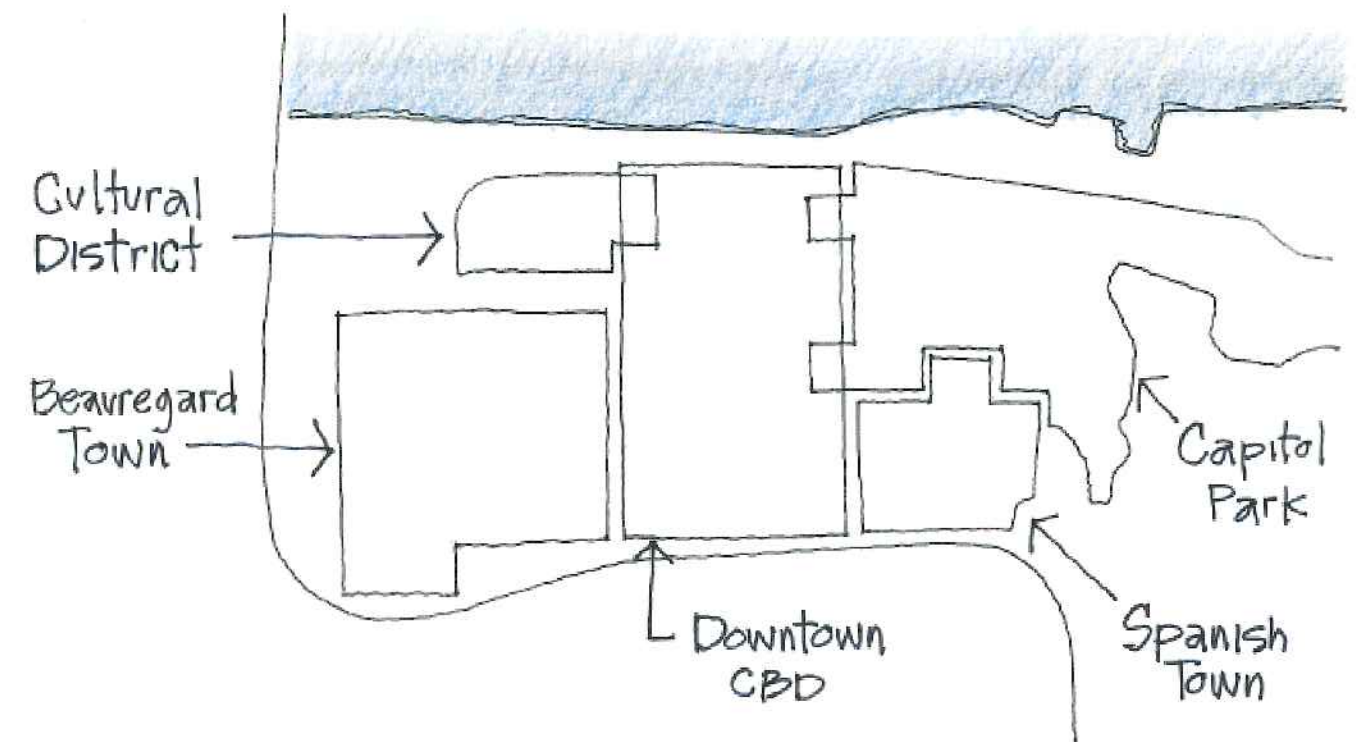 Cultural
District
Beauregard
Town
Capitol
Park
Downtown
CBD
Spanish
Town